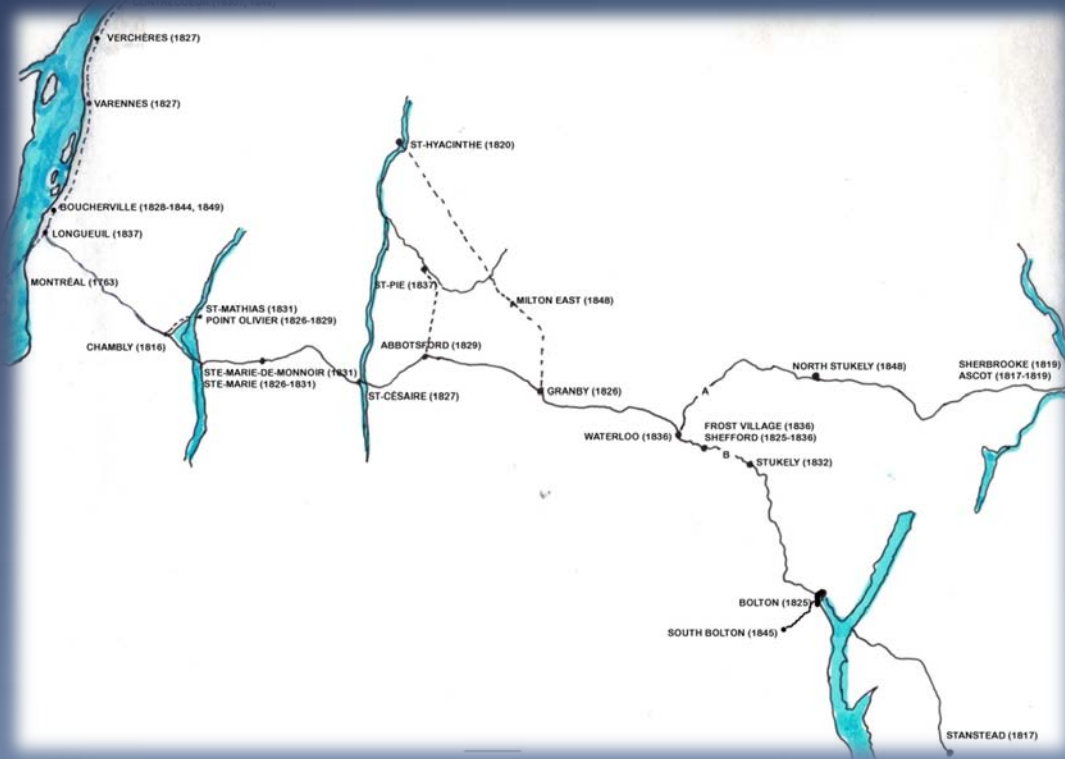 VERCHÈRES (1827)
VARENNES (1827)
ST-HYACINTHE (1820)
BOUCHERVILLE (1828-1844, 1849)
LONGUEUIL (1837)
MONTRÉAL (1763)
ST-PIE (1837)
MILTON EAST (1848)
ST-MATHIAS (1831)
POINT OLIVIER (1826-1829)
CHAMBLY (1816)
ABBOTSFORD (1829)
STE-MARIE-DE-MONNOIR (1831)
STE-MARIE (1826-1831)
ST-CÉSAIRE (1827)
GRANBY (1826)
A
NORTH STUKELY (1848)
SHERBROOKE (1819)
ASCOT (1817-1819)
WATERLOO (1836)
FROST VILLAGE (1836)
SHEFFORD (1825-1836)
B
STUKELY (1832)
BOLTON (1825)
SOUTH BOLTON (1845)
STANSTEAD (1817)